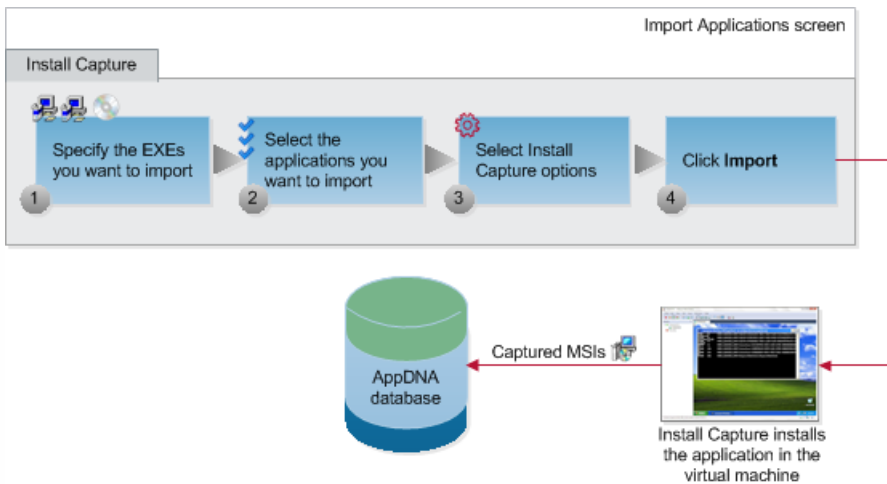 Import Applications screen
Install Capture
Specify the EXEs
you want to import
1
Select the
applications you
want to import
2
Select Install
Capture options
3
Click Import
4
Captured MSIs
AppDNA
database
Install Capture installs
the application in the
virtual machine